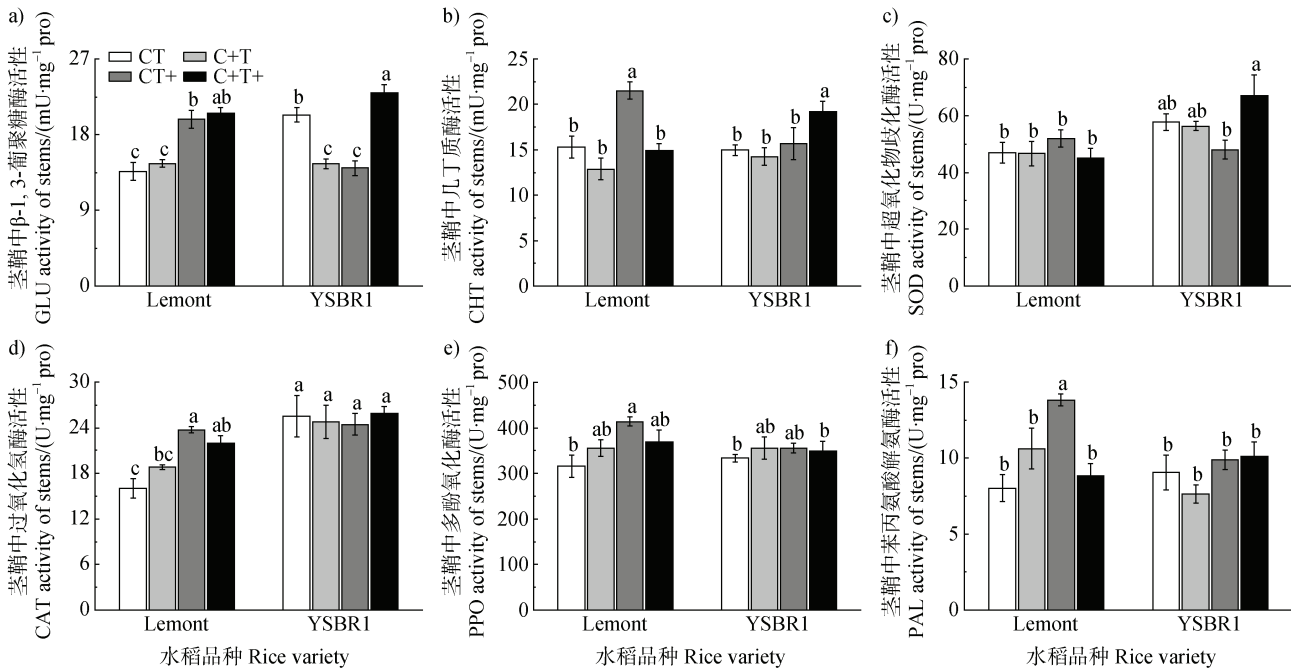 a)
茎鞘中β-1, 3-葡聚糖酶活性
GLU activity of stems/(mU·mg⁻¹ pro)
27
18
9
0
CT
C+T
CT+
C+T+
c
c
b
ab
b
c
c
a
Lemont
YSBR1
b)
茎鞘中几丁质酶活性
CHT activity of stems/(mU·mg⁻¹ pro)
25
20
15
10
5
0
b
b
a
b
b
b
b
a
Lemont
YSBR1
c)
茎鞘中超氧化物歧化酶活性
SOD activity of stems/(U·mg⁻¹ pro)
80
60
40
20
0
b
b
b
b
ab
ab
b
a
Lemont
YSBR1
d)
茎鞘中过氧化氢酶活性
CAT activity of stems/(U·mg⁻¹ pro)
30
24
18
12
6
0
c
bc
a
ab
a
a
a
a
Lemont
YSBR1
水稻品种 Rice variety
e)
茎鞘中多酚氧化酶活性
PPO activity of stems/(U·mg⁻¹ pro)
500
400
300
200
100
0
b
ab
a
ab
b
ab
ab
b
Lemont
YSBR1
水稻品种 Rice variety
f)
茎鞘中苯丙氨酸解氨酶活性
PAL activity of stems/(U·mg⁻¹ pro)
15
10
5
0
b
b
a
b
b
b
b
b
Lemont
YSBR1
水稻品种 Rice variety